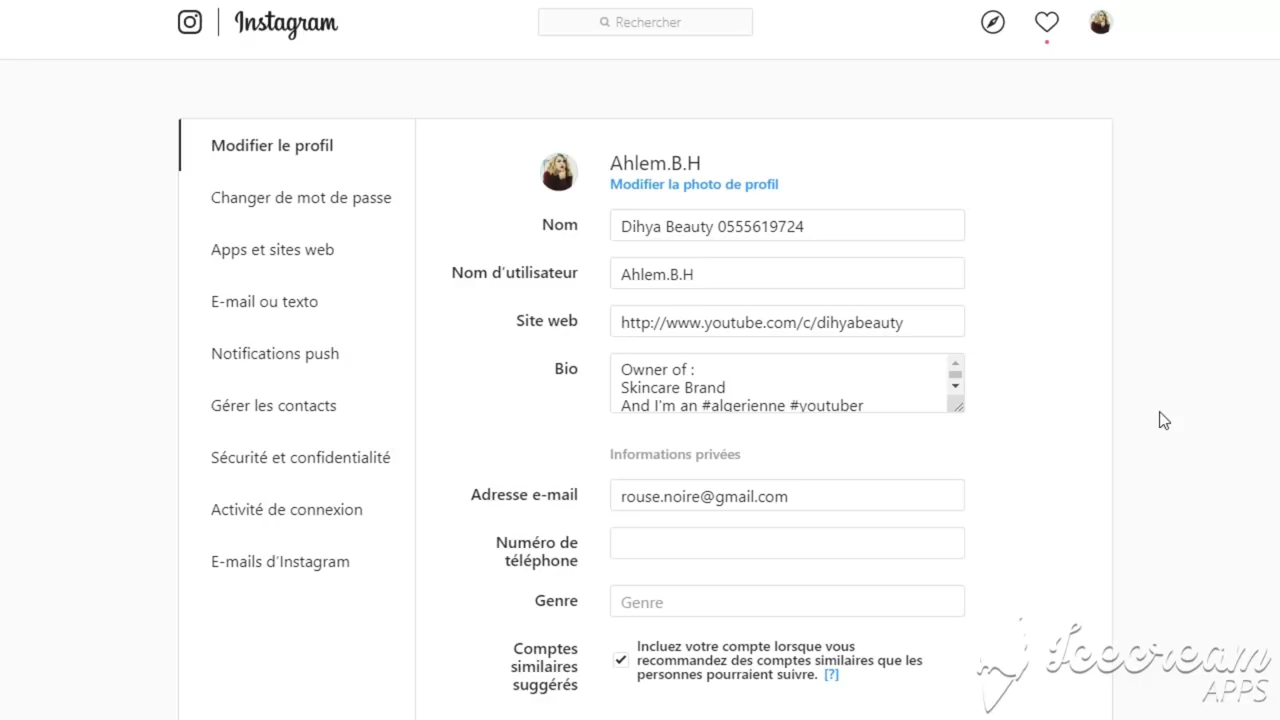 Instagram
Rechercher
Modifier le profil
Changer de mot de passe
Apps et sites web
E-mail ou texto
Notifications push
Gérer les contacts
Sécurité et confidentialité
Activité de connexion
E-mails d'Instagram
Ahlem.B.H
Modifier la photo de profil
Nom
Dihya Beauty 0555619724
Nom d'utilisateur
Ahlem.B.H
Site web
http://www.youtube.com/c/dihyabeauty
Bio
Owner of :
Skincare Brand
And I'm an #algerienne #youtuber
Informations privées
Adresse e-mail
rouse.noire@gmail.com
Numéro de
téléphone
Genre
Genre
Comptes
similaires
suggérés
Incluez votre compte lorsque vous
recommandez des comptes similaires que les
personnes pourraient suivre. [?]
Icecream
APPS